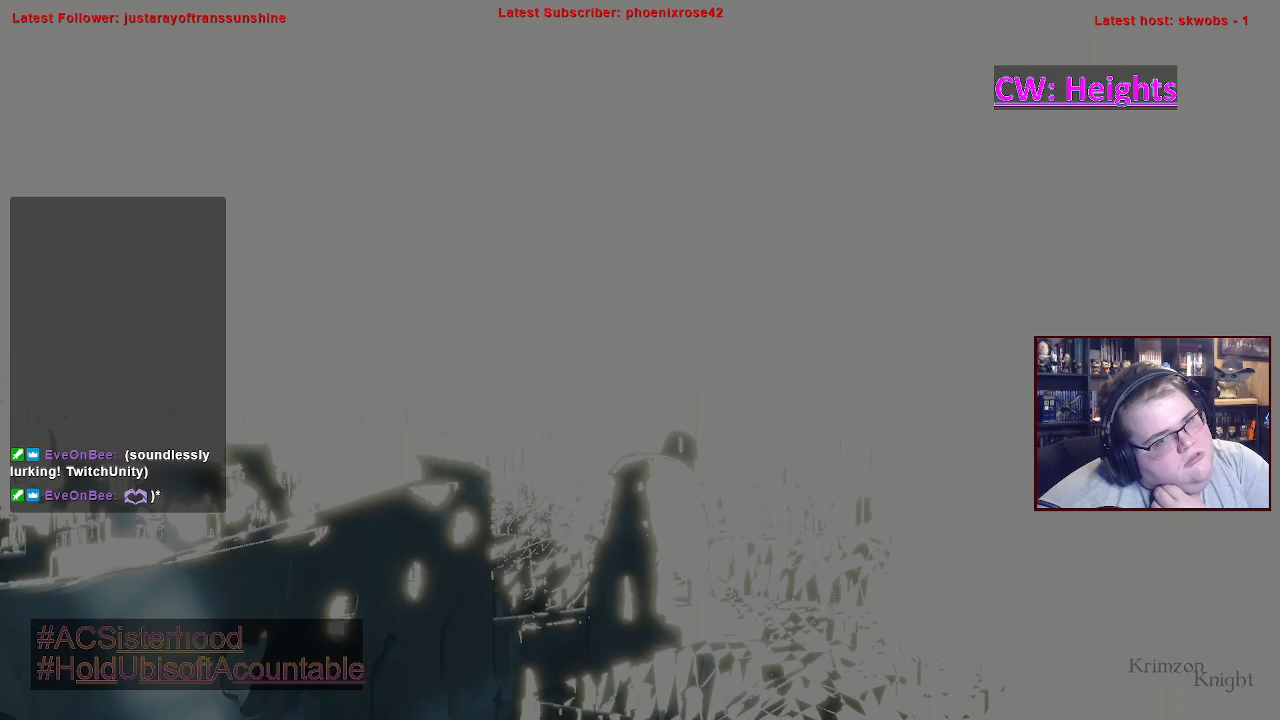 Latest Follower: justarayoftranssunshine
Latest Subscriber: phoenixrose42
Latest host: skwobs - 1
CW: Heights
EveOnBee: (soundlessly
lurking! TwitchUnity)
EveOnBee: )*
#ACSisterhood
#HoldUbisoftAcountable
Krimzon
Knight